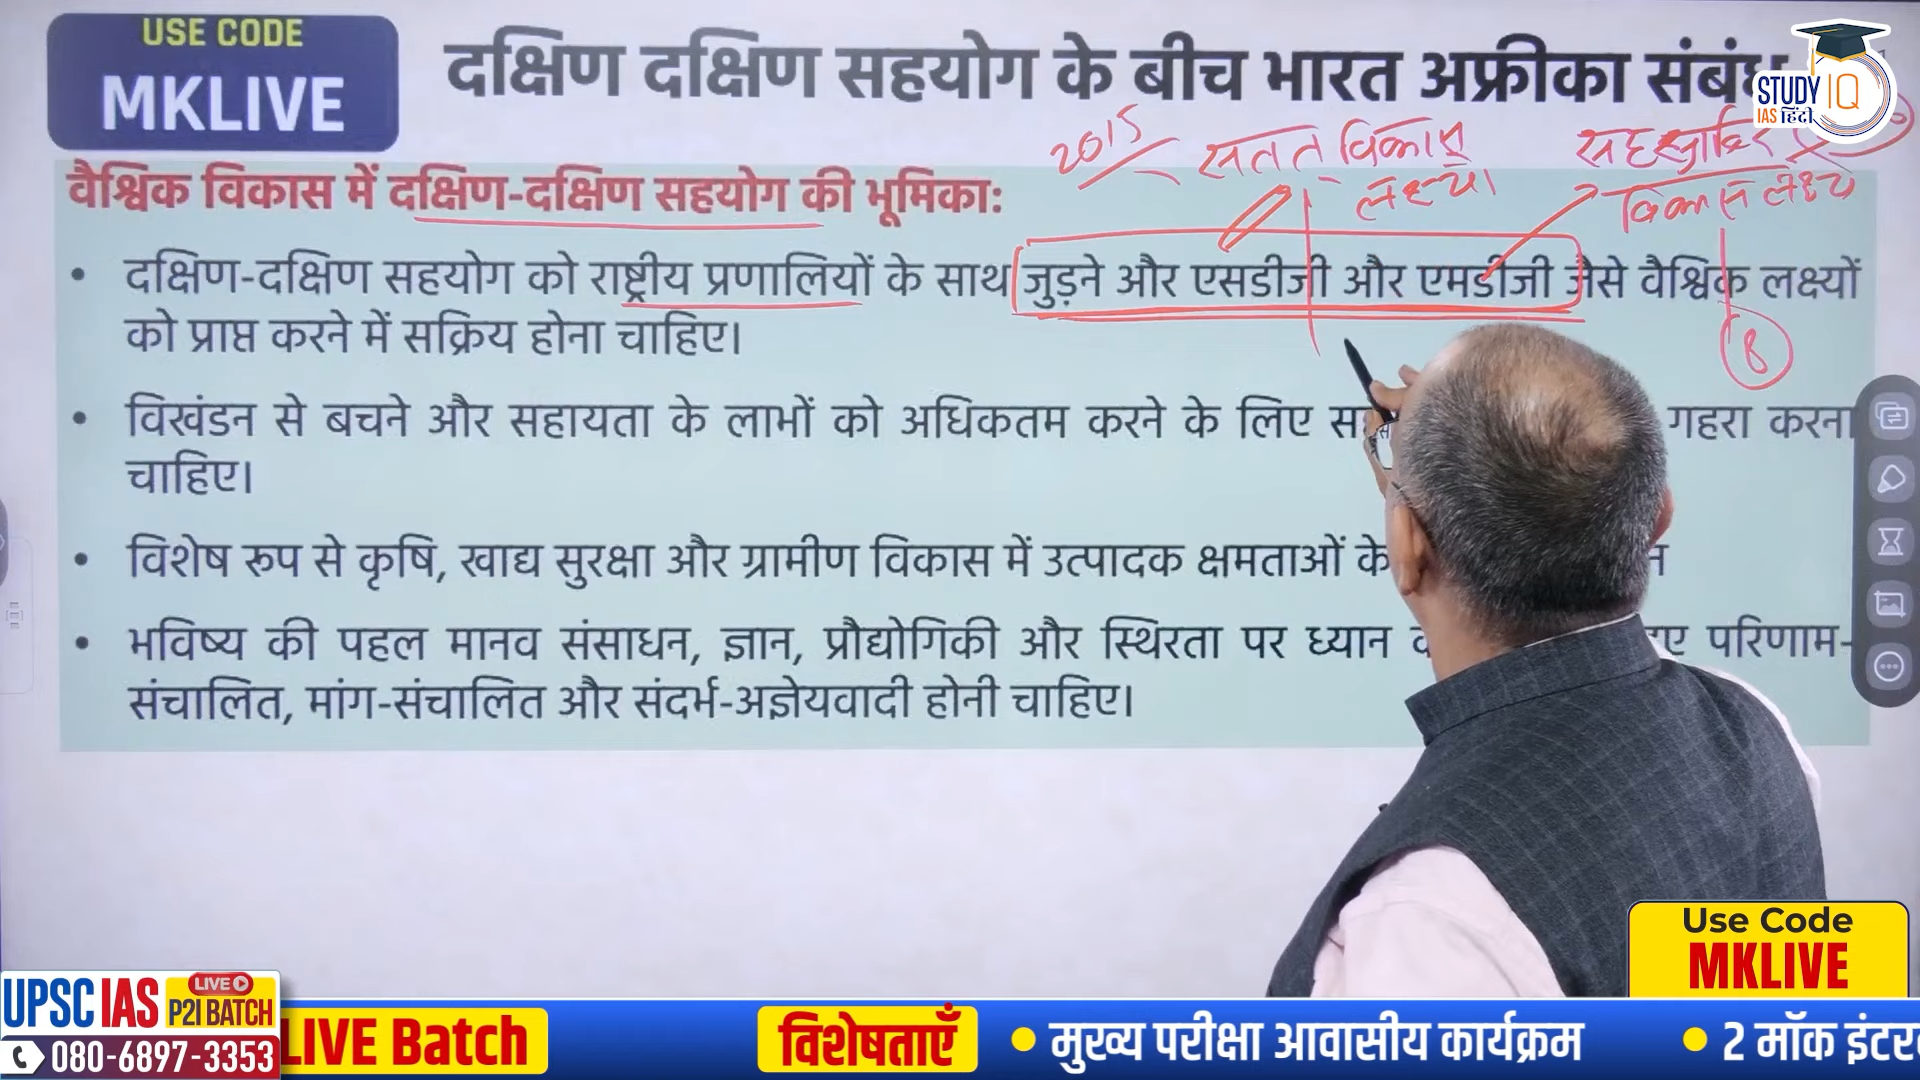 USE CODE
MKLIVE
दक्षिण दक्षिण सहयोग के बीच भारत अफ्रीका संबंध
STUDY IQ
IAS हिंदी
2015
सतत् विकास
लक्ष्य
विकास लक्ष्य
8
वैश्विक विकास में दक्षिण-दक्षिण सहयोग की भूमिका:
• दक्षिण-दक्षिण सहयोग को राष्ट्रीय प्रणालियों के साथ जुड़ने और एसडीजी और एमडीजी जैसे वैश्विक लक्ष्यों
को प्राप्त करने में सक्रिय होना चाहिए।
• विखंडन से बचने और सहायता के लाभों को अधिकतम करने के लिए गहरा करना
चाहिए।
• विशेष रूप से कृषि, खाद्य सुरक्षा और ग्रामीण विकास में उत्पादक क्षमताओं के
• भविष्य की पहल मानव संसाधन, ज्ञान, प्रौद्योगिकी और स्थिरता पर ध्यान परिणाम-
संचालित, मांग-संचालित और संदर्भ-अज्ञेयवादी होनी चाहिए।
Use Code
MKLIVE
UPSC IAS LIVE P2I BATCH
080-6897-3353
LIVE Batch
विशेषताएँ
• मुख्य परीक्षा आवासीय कार्यक्रम
• 2 मॉक